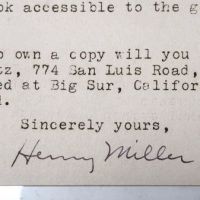 ok accessible to the g
o own a copy will you
tz, 774 San Luis Road,
ed at Big Sur, Califor
d.
Sincerely yours,
Henry Miller